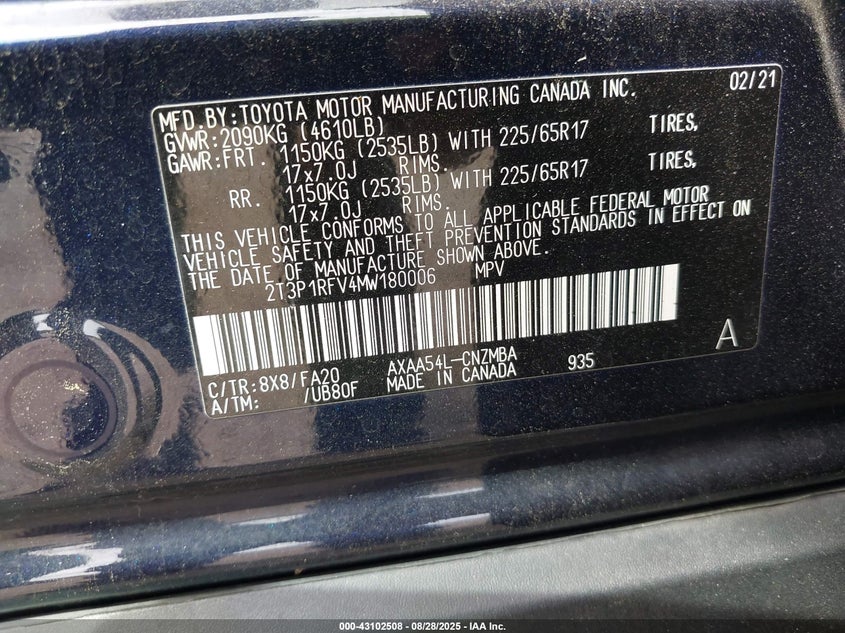 MFD.BY:TOYOTA MOTOR MANUFACTURING CANADA INC. 02/21
GVWR:2090KG (4610LB)
GAWR:FRT. 1150KG (2535LB) WITH 225/65R17 TIRES,
17x7.0J RIMS.
RR. 1150KG (2535LB) WITH 225/65R17 TIRES,
17x7.0J RIMS.
THIS VEHICLE CONFORMS TO ALL APPLICABLE FEDERAL MOTOR
VEHICLE SAFETY AND THEFT PREVENTION STANDARDS IN EFFECT ON
THE DATE OF MANUFACTURE SHOWN ABOVE.
2T3P1RFV4MW180006 MPV
A
C/TR:8X8/FA20 AXAA54L-CNZMBA 935
A/TM: /UB80F MADE IN CANADA
000-43102508 - 08/28/2025 - IAA Inc.